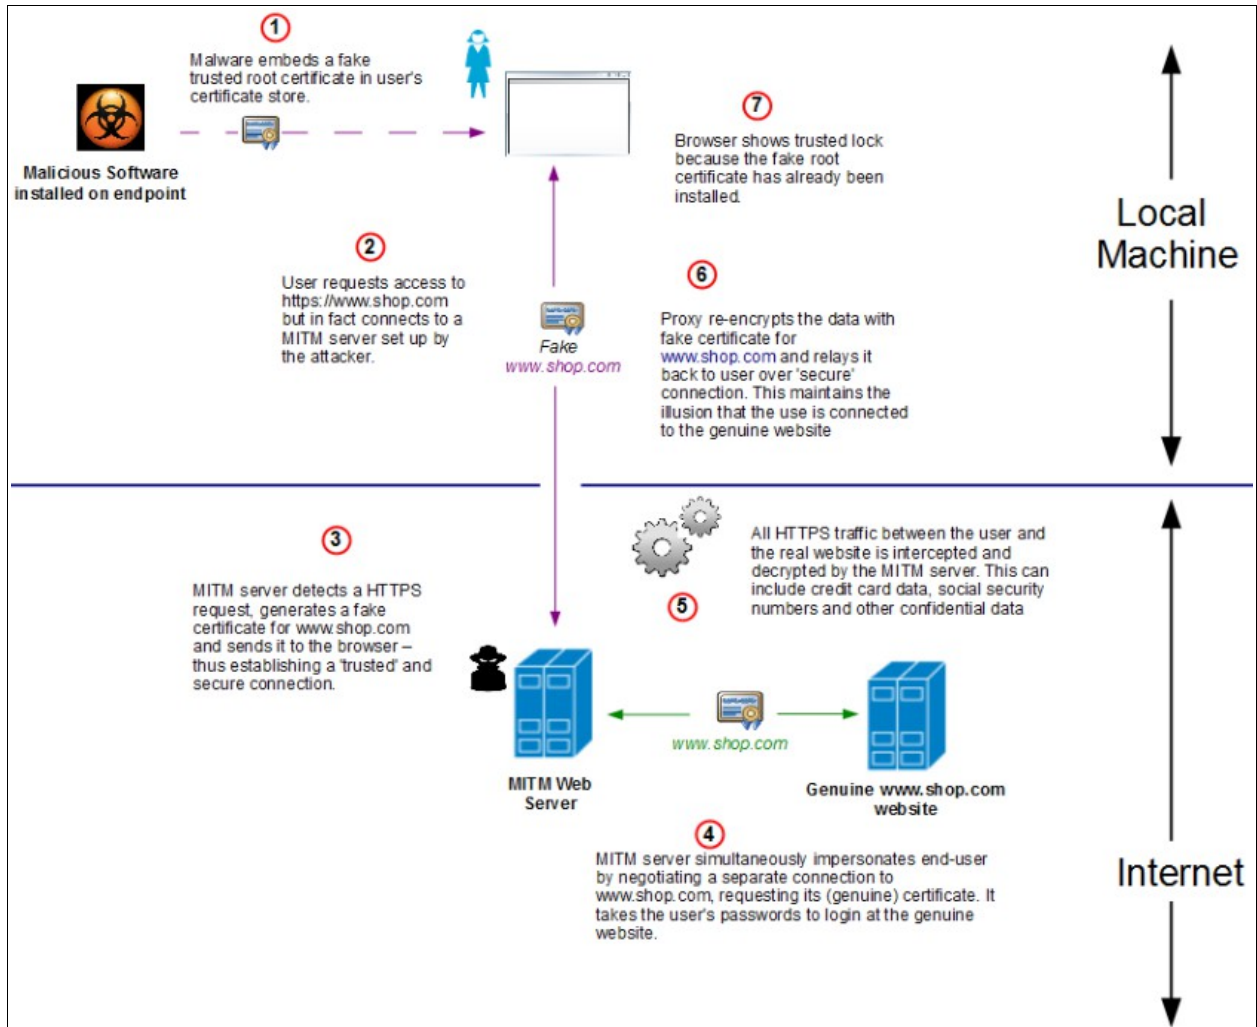 1
Malware embeds a fake
trusted root certificate in user's
certificate store.
Malicious Software
installed on endpoint
7
Browser shows trusted lock
because the fake root
certificate has already been
installed.
Local
Machine
2
User requests access to
https://www.shop.com
but in fact connects to a
MITM server set up by
the attacker.
Fake
www.shop.com
6
Proxy re-encrypts the data with
fake certificate for
www.shop.com and relays it
back to user over 'secure'
connection. This maintains the
illusion that the use is connected
to the genuine website
3
MITM server detects a HTTPS
request, generates a fake
certificate for www.shop.com
and sends it to the browser –
thus establishing a 'trusted' and
secure connection.
All HTTPS traffic between the user and
the real website is intercepted and
decrypted by the MITM server. This can
include credit card data, social security
numbers and other confidential data
5
www.shop.com
MITM Web
Server
Genuine www.shop.com
website
4
MITM server simultaneously impersonates end-user
by negotiating a separate connection to
www.shop.com, requesting its (genuine) certificate. It
takes the user's passwords to login at the genuine
website.
Internet